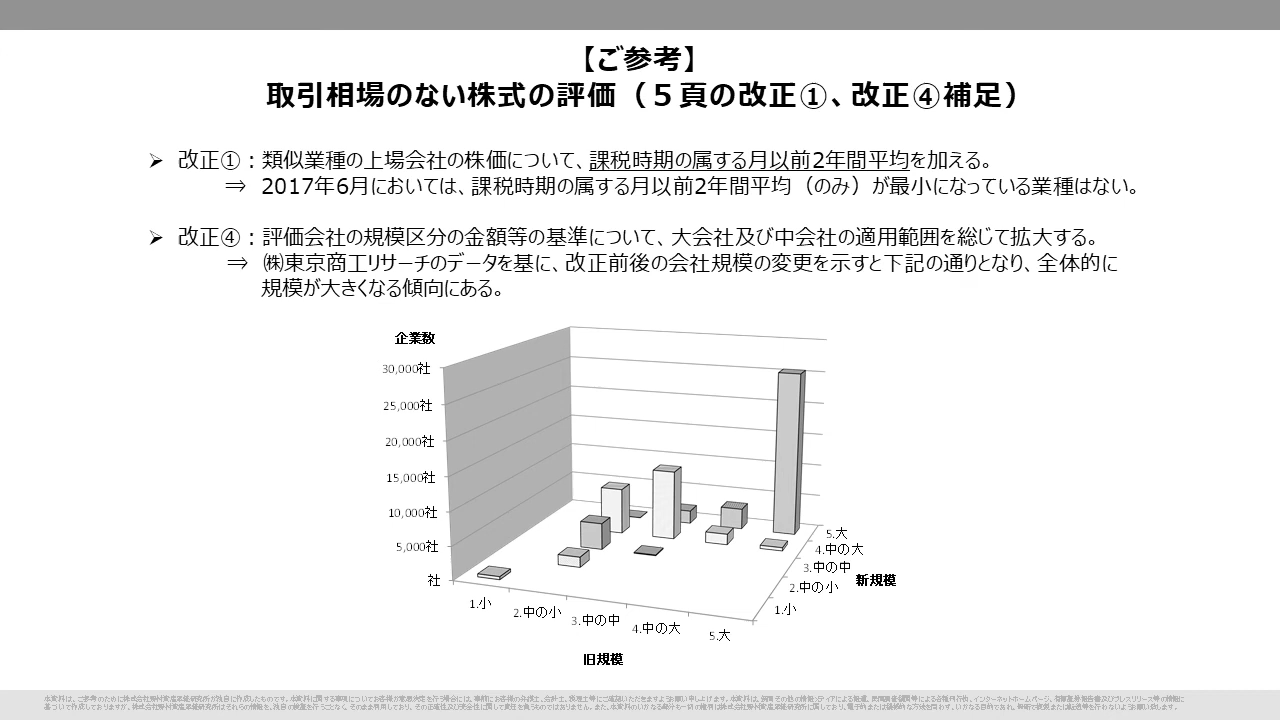 【ご参考】
取引相場のない株式の評価（５頁の改正①、改正④補足）
➢ 改正①：類似業種の上場会社の株価について、課税時期の属する月以前2年間平均を加える。
⇒ 2017年6月においては、課税時期の属する月以前2年間平均（のみ）が最小になっている業種はない。
➢ 改正④：評価会社の規模区分の金額等の基準について、大会社及び中会社の適用範囲を総じて拡大する。
⇒ ㈱東京商工リサーチのデータを基に、改正前後の会社規模の変更を示すと下記の通りとなり、全体的に
規模が大きくなる傾向にある。
企業数
30,000社
25,000社
20,000社
15,000社
10,000社
5,000社
社
1.小
2.中の小
3.中の中
4.中の大
5.大
旧規模
5.大
4.中の大
3.中の中
2.中の小
1.小
新規模